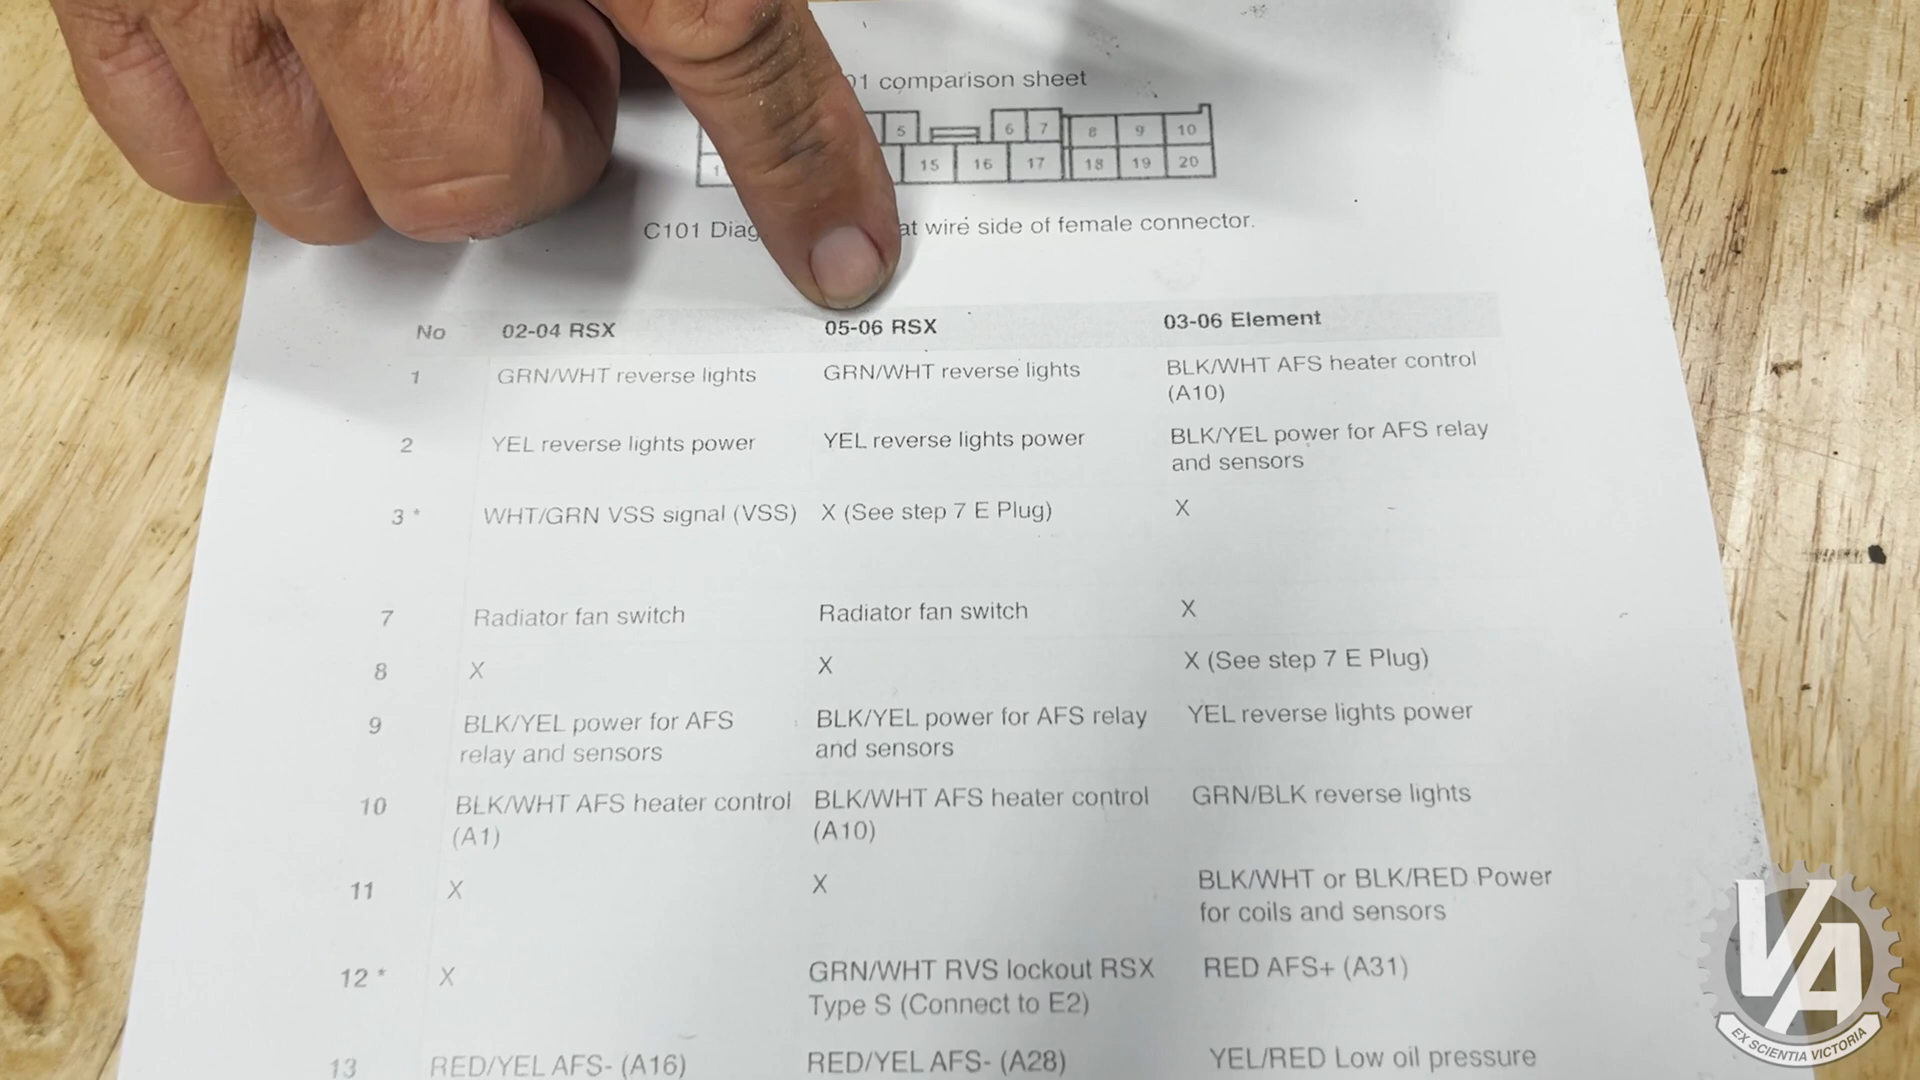 01 comparison sheet
5 6 7 8 9 10
1 15 16 17 18 19 20
C101 Diag at wire side of female connector.
No 02-04 RSX 05-06 RSX 03-06 Element
1 GRN/WHT reverse lights GRN/WHT reverse lights BLK/WHT AFS heater control
(A10)
2 YEL reverse lights power YEL reverse lights power BLK/YEL power for AFS relay
and sensors
3 * WHT/GRN VSS signal (VSS) X (See step 7 E Plug) X
7 Radiator fan switch Radiator fan switch X
8 X X X (See step 7 E Plug)
9 BLK/YEL power for AFS BLK/YEL power for AFS relay YEL reverse lights power
relay and sensors and sensors
10 BLK/WHT AFS heater control BLK/WHT AFS heater control GRN/BLK reverse lights
(A1) (A10)
11 X X BLK/WHT or BLK/RED Power
for coils and sensors
12 * X GRN/WHT RVS lockout RSX RED AFS+ (A31)
Type S (Connect to E2)
13 RED/YEL AFS- (A16) RED/YEL AFS- (A28) YEL/RED Low oil pressure
VA
EX SCIENTIA VICTORIA